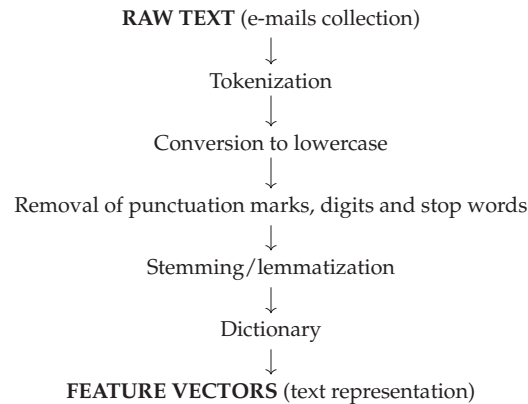 RAW TEXT (e-mails collection)
Tokenization
Conversion to lowercase
Removal of punctuation marks, digits and stop words
Stemming/lemmatization
Dictionary
FEATURE VECTORS (text representation)